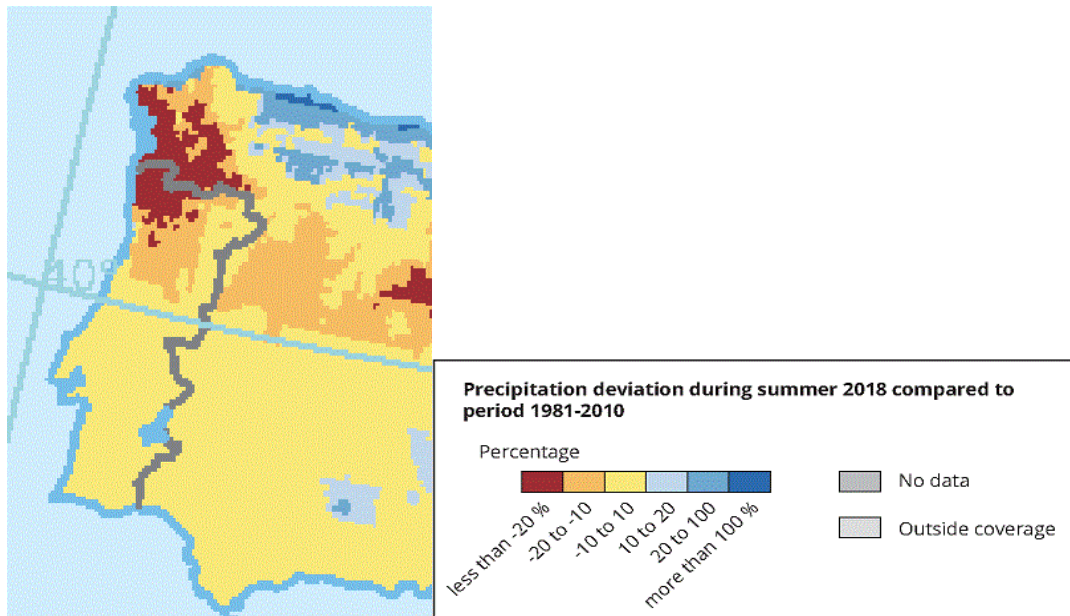 40°
Precipitation deviation during summer 2018 compared to
period 1981-2010
Percentage
less than -20 %
-20 to -10
-10 to 10
10 to 20
20 to 100
more than 100 %
No data
Outside coverage